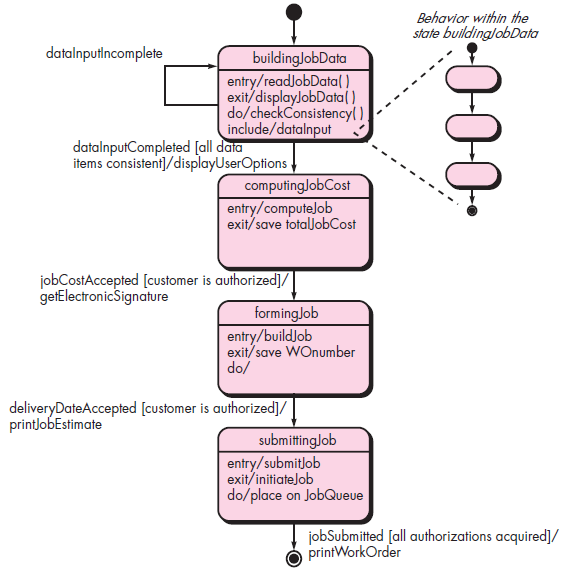 Behavior within the
state buildingJobData
dataInputIncomplete
buildingJobData
entry/readJobData( )
exit/displayJobData( )
do/checkConsistency( )
include/dataInput
dataInputCompleted [all data
items consistent]/displayUserOptions
computingJobCost
entry/computeJob
exit/save totalJobCost
jobCostAccepted [customer is authorized]/
getElectronicSignature
formingJob
entry/buildJob
exit/save WOnumber
do/
deliveryDateAccepted [customer is authorized]/
printJobEstimate
submittingJob
entry/submitJob
exit/initiateJob
do/place on JobQueue
jobSubmitted [all authorizations acquired]/
printWorkOrder